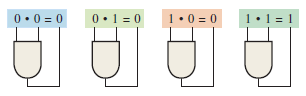 0 • 0 = 0
0 • 1 = 0
1 • 0 = 0
1 • 1 = 1